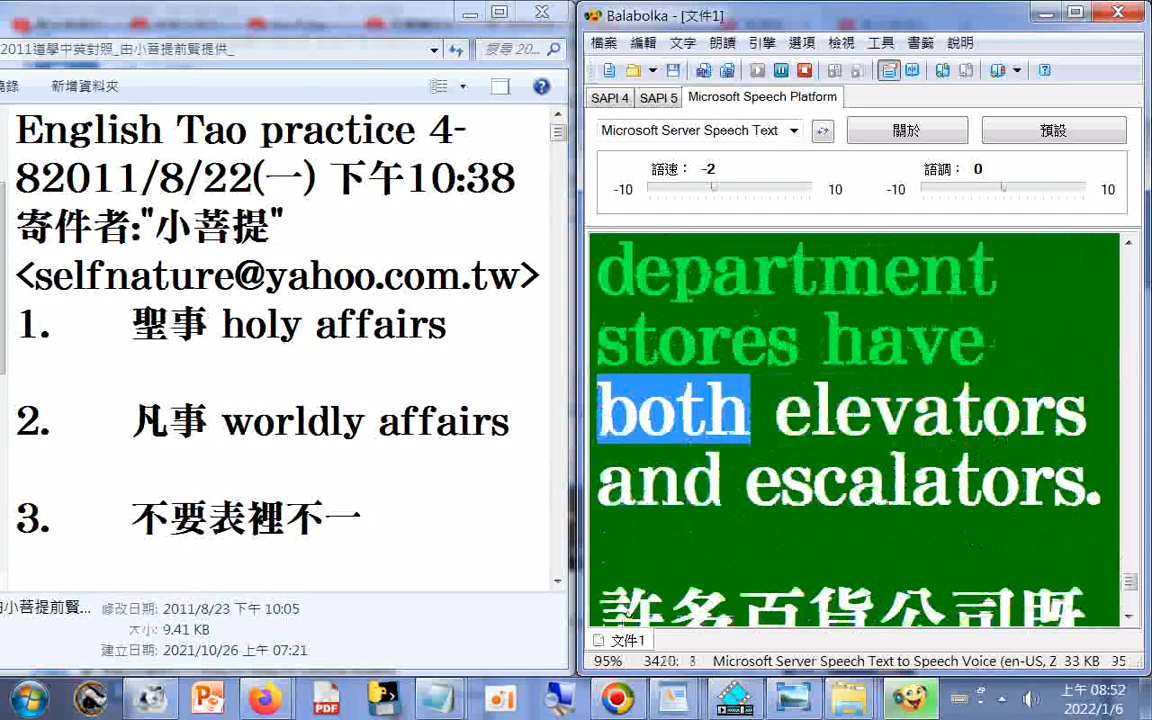 2011道學中英對照_由小菩提前賢提供_
搜尋 20...
新增資料夾
English Tao practice 4-
82011/8/22(一) 下午10:38
寄件者:"小菩提"
<selfnature@yahoo.com.tw>
1. 聖事 holy affairs
2. 凡事 worldly affairs
3. 不要表裡不一
由小菩提前賢... 修改日期: 2011/8/23 下午 10:05
大小: 9.41 KB
建立日期: 2021/10/26 上午 07:21
Balabolka - [文件1]
檔案 編輯 文字 朗讀 引擎 選項 檢視 工具 書籤 說明
SAPI 4 SAPI 5 Microsoft Speech Platform
Microsoft Server Speech Text 關於 預設
語速： -2 語調： 0
-10 10 -10 10
department
stores have
both elevators
and escalators.
許多百貨公司既
文件1
95% 3420: Microsoft Server Speech Text to Speech Voice (en-US, Z 33 KB 95
PDF
上午 08:52
2022/1/6